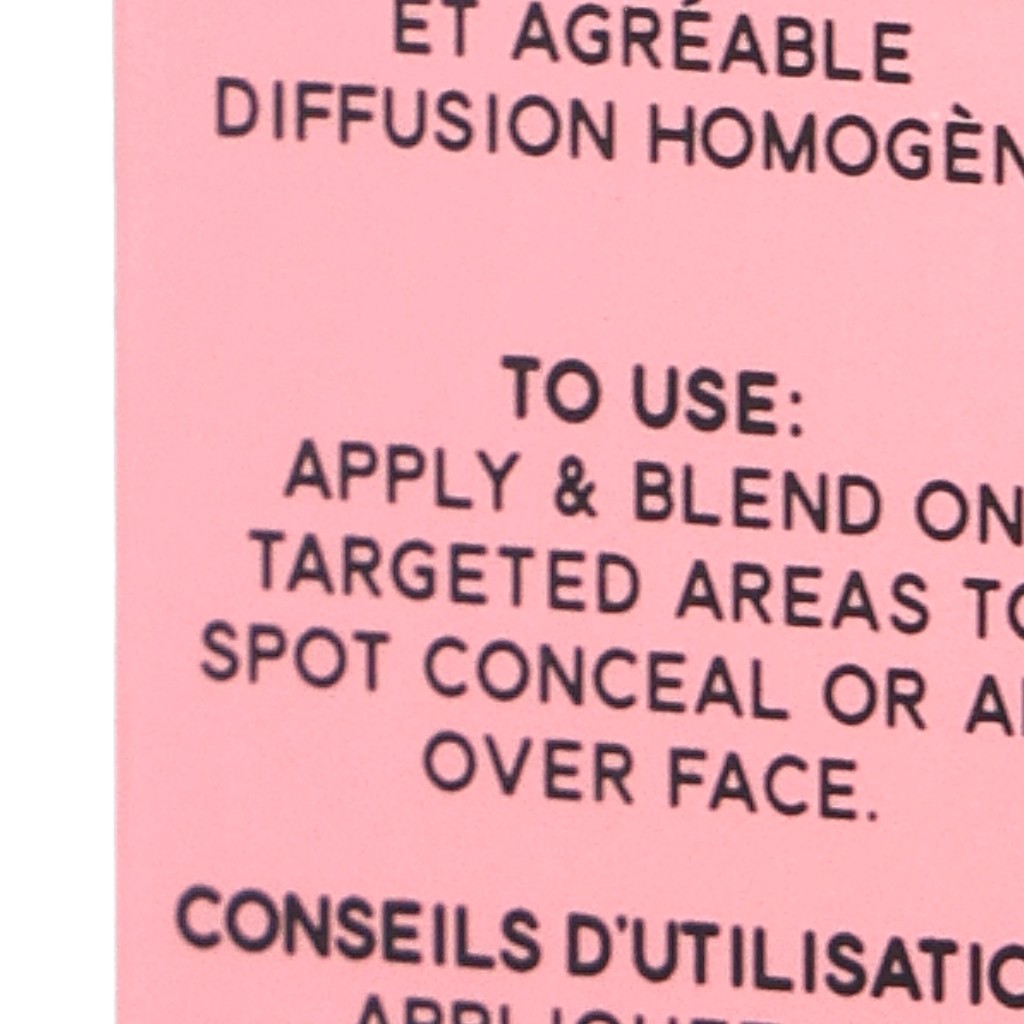 ET AGRÉABLE
DIFFUSION HOMOGÈN
TO USE:
APPLY & BLEND ON
TARGETED AREAS TO
SPOT CONCEAL OR A
OVER FACE.
CONSEILS D'UTILISATIO